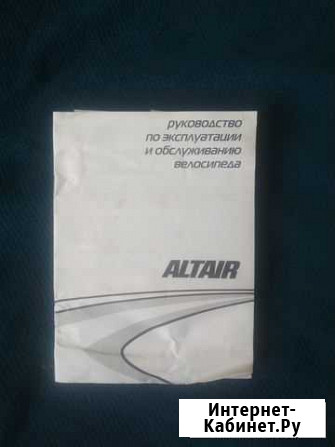 руководство
по эксплуатации
и обслуживанию
велосипеда
ALTAIR
Интернет-
Кабинет.Ру